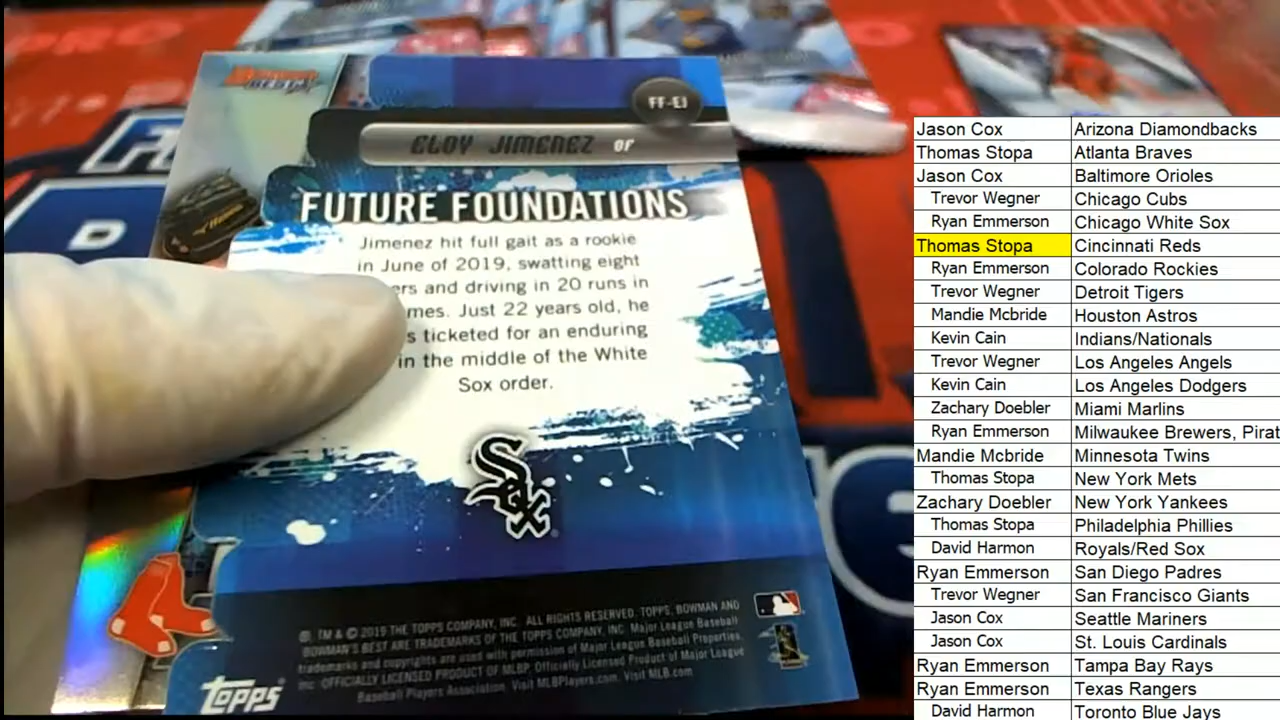 BOWMAN'S
BEST
FF-EJ
ELOY JIMENEZ OF
FUTURE FOUNDATIONS
Jimenez hit full gait as a rookie
in June of 2019, swatting eight
ers and driving in 20 runs in
mes. Just 22 years old, he
s ticketed for an enduring
in the middle of the White
Sox order.
Sox
®, TM & © 2019 THE TOPPS COMPANY, INC. ALL RIGHTS RESERVED. TOPPS, BOWMAN AND
BOWMAN'S BEST ARE TRADEMARKS OF THE TOPPS COMPANY, INC. Major League Baseball
trademarks and copyrights are used with permission of Major League Baseball Properties,
Inc. OFFICIALLY LICENSED PRODUCT OF MLBP. Officially Licensed Product of Major League
Baseball Players Association. Visit MLBPlayers.com. Visit MLB.com
topps
Jason Cox Arizona Diamondbacks
Thomas Stopa Atlanta Braves
Jason Cox Baltimore Orioles
Trevor Wegner Chicago Cubs
Ryan Emmerson Chicago White Sox
Thomas Stopa Cincinnati Reds
Ryan Emmerson Colorado Rockies
Trevor Wegner Detroit Tigers
Mandie Mcbride Houston Astros
Kevin Cain Indians/Nationals
Trevor Wegner Los Angeles Angels
Kevin Cain Los Angeles Dodgers
Zachary Doebler Miami Marlins
Ryan Emmerson Milwaukee Brewers, Pirat
Mandie Mcbride Minnesota Twins
Thomas Stopa New York Mets
Zachary Doebler New York Yankees
Thomas Stopa Philadelphia Phillies
David Harmon Royals/Red Sox
Ryan Emmerson San Diego Padres
Trevor Wegner San Francisco Giants
Jason Cox Seattle Mariners
Jason Cox St. Louis Cardinals
Ryan Emmerson Tampa Bay Rays
Ryan Emmerson Texas Rangers
David Harmon Toronto Blue Jays